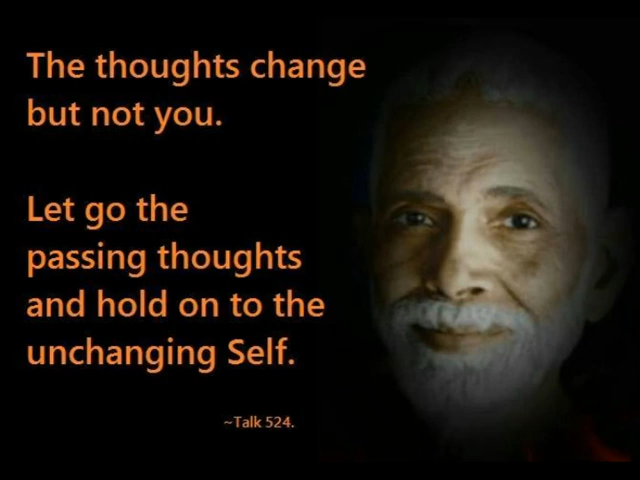 The thoughts change
but not you.
Let go the
passing thoughts
and hold on to the
unchanging Self.
~Talk 524.